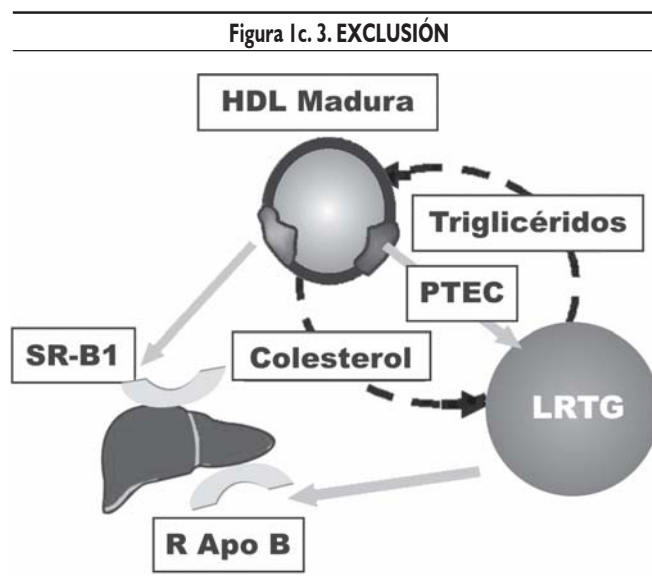 Figura 1c. 3. EXCLUSIÓN
HDL Madura
Triglicéridos
PTEC
SR-B1
Colesterol
LRTG
R Apo B